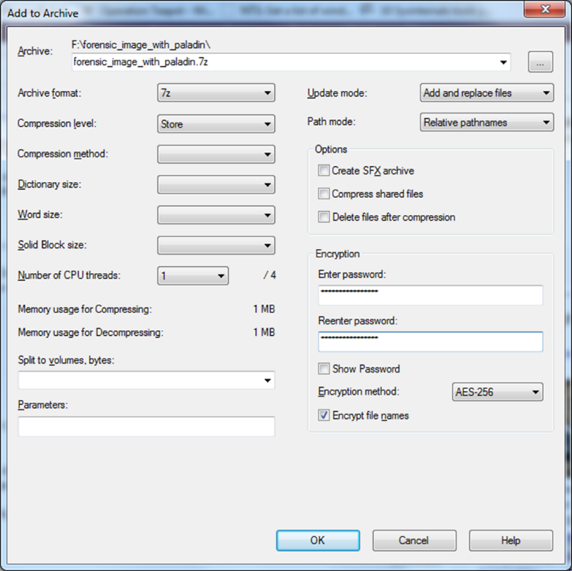 Add to Archive
Archive:
F:\forensic_image_with_paladin\
forensic_image_with_paladin.7z
...
Archive format:
7z
Compression level:
Store
Compression method:
Dictionary size:
Word size:
Solid Block size:
Number of CPU threads:
1
/ 4
Memory usage for Compressing:
1 MB
Memory usage for Decompressing:
1 MB
Split to volumes, bytes:
Parameters:
Update mode:
Add and replace files
Path mode:
Relative pathnames
Options
Create SFX archive
Compress shared files
Delete files after compression
Encryption
Enter password:
****************
Reenter password:
****************
Show Password
Encryption method:
AES-256
Encrypt file names
OK
Cancel
Help